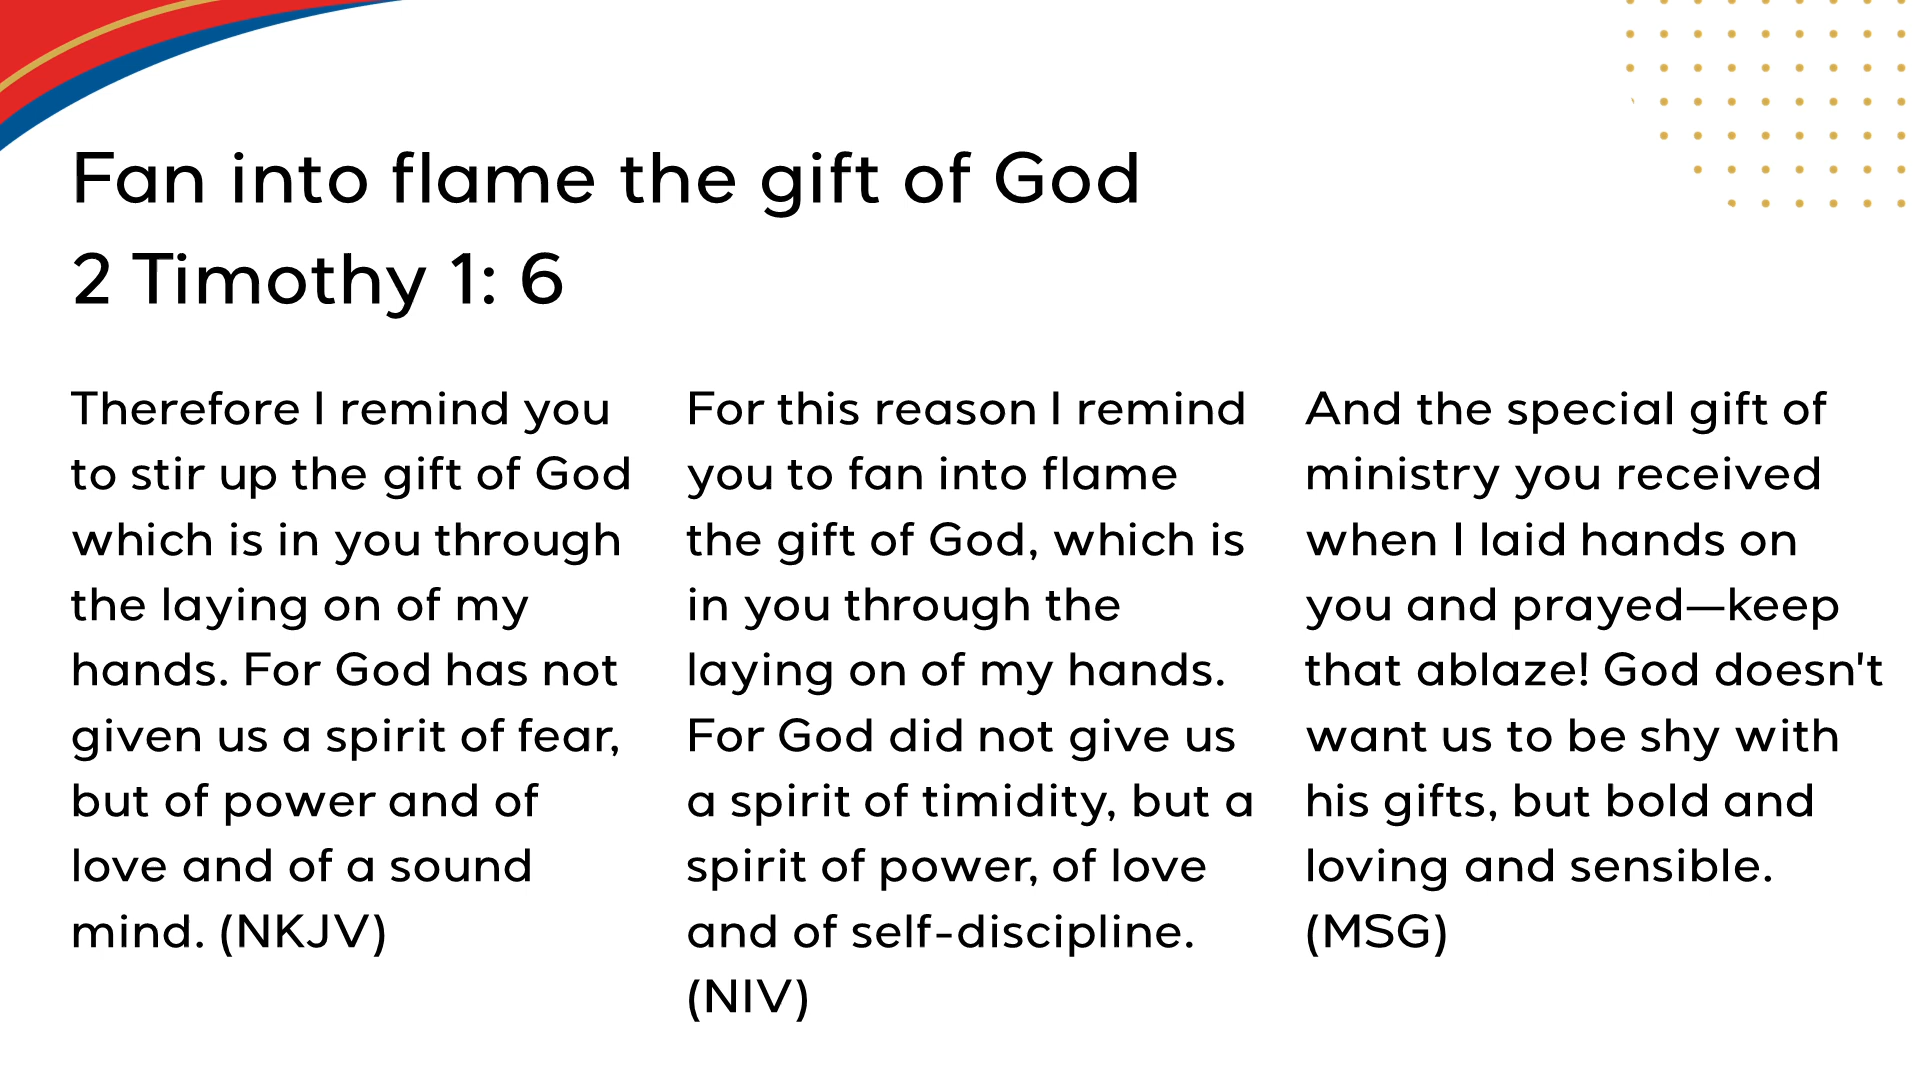 Fan into flame the gift of God
2 Timothy 1: 6
Therefore I remind you
to stir up the gift of God
which is in you through
the laying on of my
hands. For God has not
given us a spirit of fear,
but of power and of
love and of a sound
mind. (NKJV)
For this reason I remind
you to fan into flame
the gift of God, which is
in you through the
laying on of my hands.
For God did not give us
a spirit of timidity, but a
spirit of power, of love
and of self-discipline.
(NIV)
And the special gift of
ministry you received
when I laid hands on
you and prayed—keep
that ablaze! God doesn't
want us to be shy with
his gifts, but bold and
loving and sensible.
(MSG)